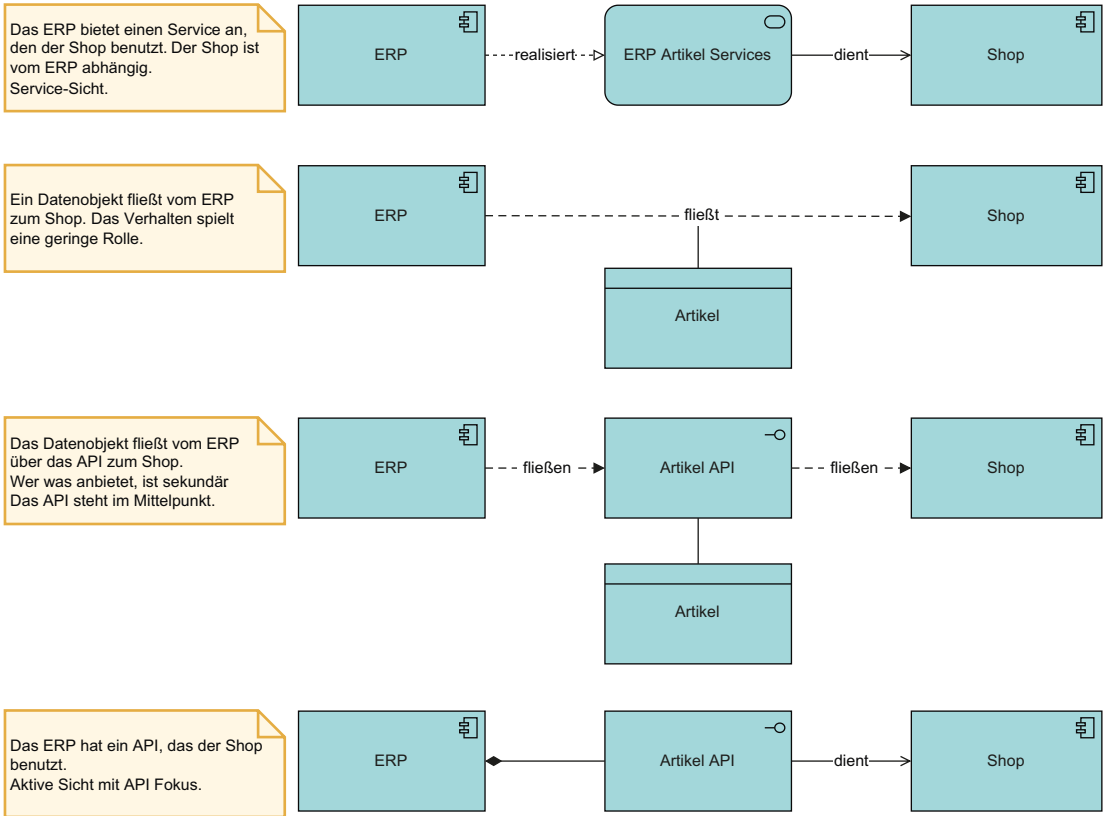 Das ERP bietet einen Service an,
den der Shop benutzt. Der Shop ist
vom ERP abhängig.
Service-Sicht.
ERP
realisiert
ERP Artikel Services
dient
Shop
Ein Datenobjekt fließt vom ERP
zum Shop. Das Verhalten spielt
eine geringe Rolle.
ERP
fließt
Shop
Artikel
Das Datenobjekt fließt vom ERP
über das API zum Shop.
Wer was anbietet, ist sekundär
Das API steht im Mittelpunkt.
ERP
fließen
Artikel API
fließen
Shop
Artikel
Das ERP hat ein API, das der Shop
benutzt.
Aktive Sicht mit API Fokus.
ERP
Artikel API
dient
Shop